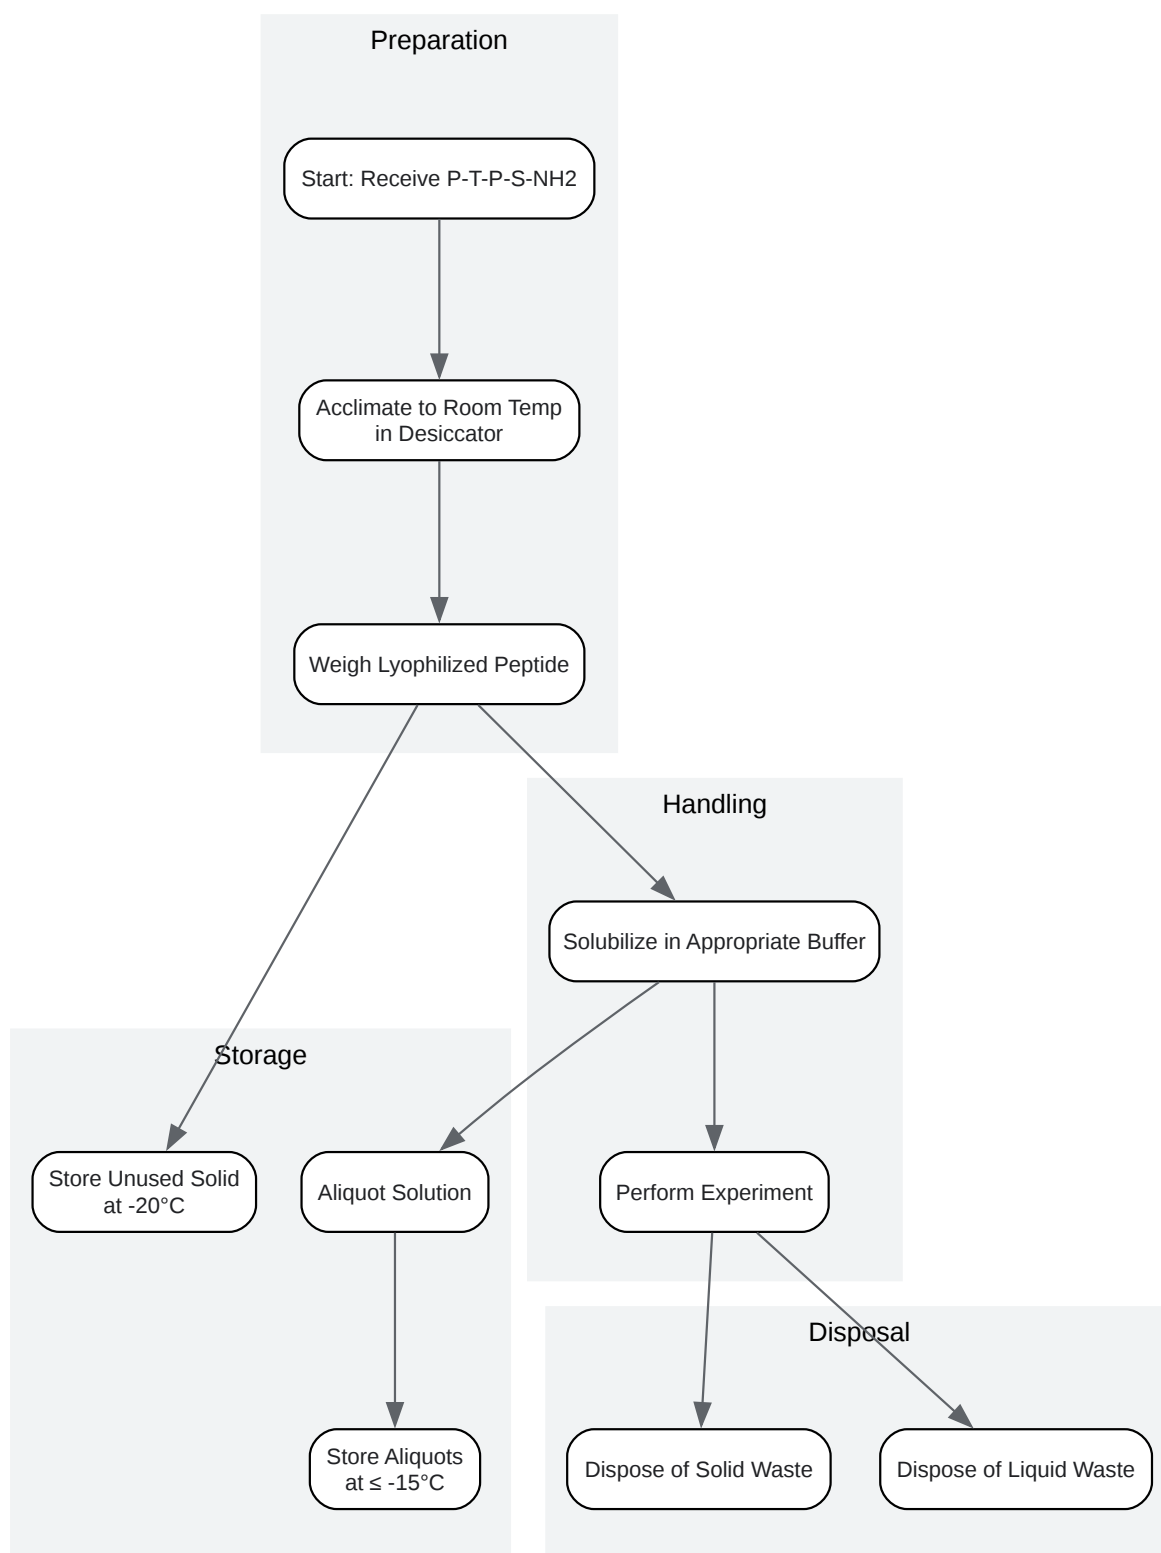 Preparation
Start: Receive P-T-P-S-NH2
Acclimate to Room Temp
in Desiccator
Weigh Lyophilized Peptide
Handling
Solubilize in Appropriate Buffer
Storage
Store Unused Solid
at -20°C
Aliquot Solution
Perform Experiment
Disposal
Store Aliquots
at ≤ -15°C
Dispose of Solid Waste
Dispose of Liquid Waste